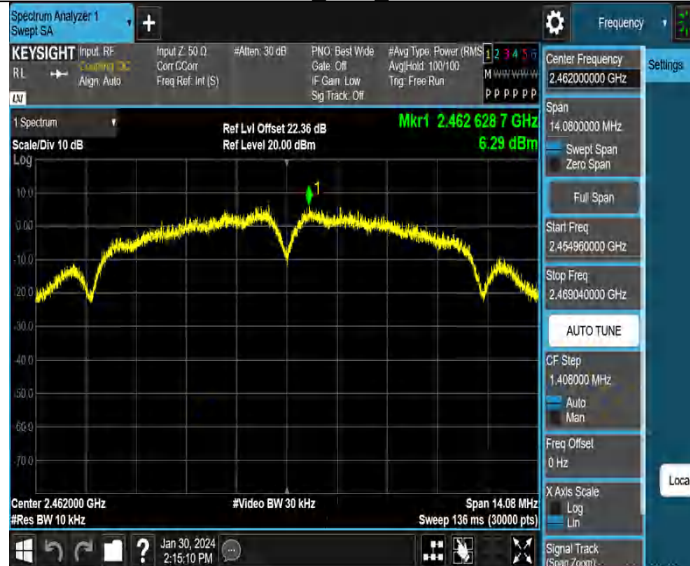 Spectrum Analyzer 1
Swept SA
Frequency
KEYSIGHT
RL
Input: RF
Coupling: DC
Align: Auto
Input Z: 50 Ω
Corr CCorr
Freq Ref: Int (S)
#Atten: 30 dB
PNO: Best Wide
Gate: Off
IF Gain: Low
Sig Track: Off
#Avg Type: Power (RMS
Avg|Hold: 100/100
Trig: Free Run
1 2 3 4 5 6
M W W W W W
P P P P P P
Center Frequency
2.462000000 GHz
Settings
Span
14.0800000 MHz
Swept Span
Zero Span
Full Span
Start Freq
2.454960000 GHz
Stop Freq
2.469040000 GHz
AUTO TUNE
CF Step
1.408000 MHz
Auto
Man
Freq Offset
0 Hz
X Axis Scale
Log
Lin
Signal Track
(Span Zoom)
Loca
1 Spectrum
Scale/Div 10 dB
Log
Ref Lvl Offset 22.36 dB
Ref Level 20.00 dBm
Mkr1 2.462 628 7 GHz
6.29 dBm
1
10.0
0.00
-10.0
-20.0
-30.0
-40.0
-50.0
-60.0
-70.0
Center 2.462000 GHz
#Res BW 10 kHz
#Video BW 30 kHz
Span 14.08 MHz
Sweep 136 ms (30000 pts)
?
Jan 30, 2024
2:15:10 PM